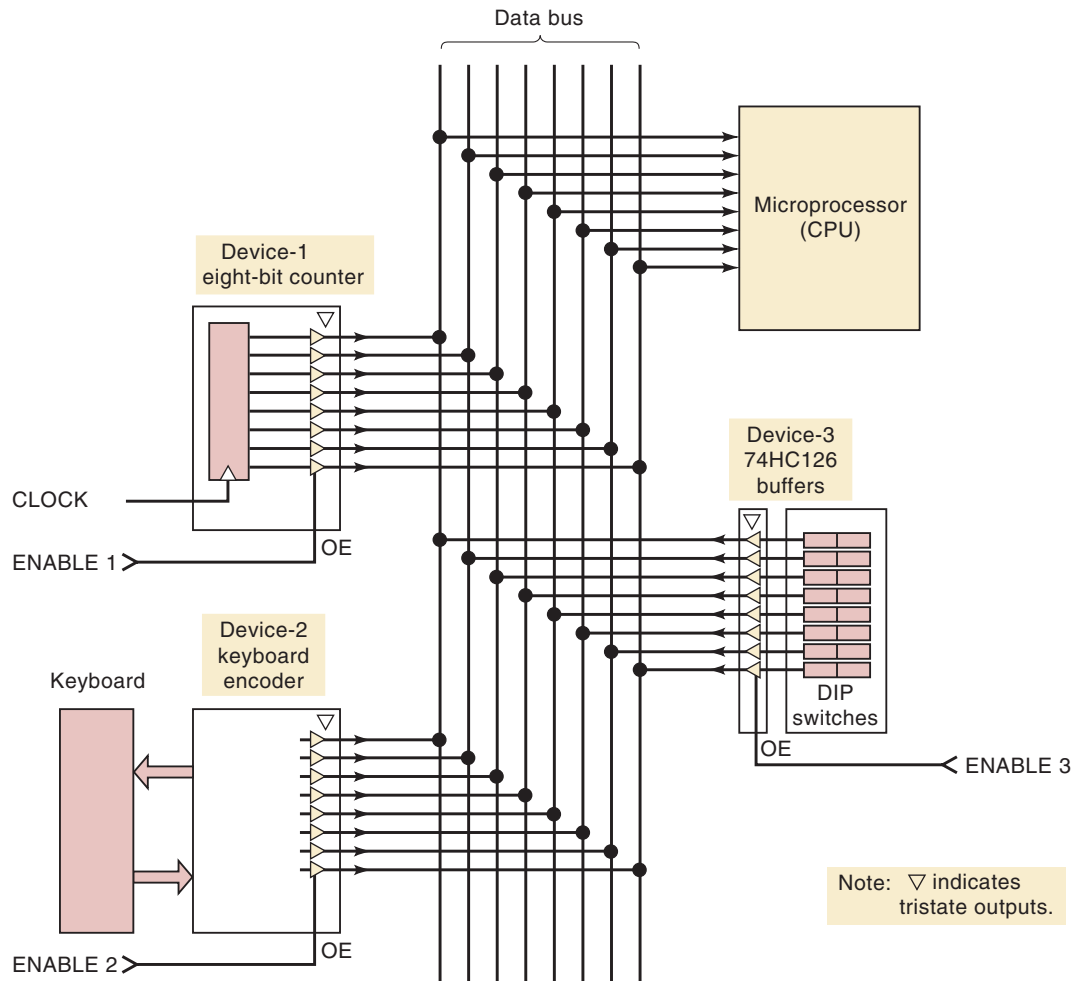 Data bus
Microprocessor
(CPU)
Device-1
eight-bit counter
CLOCK
ENABLE 1
OE
Device-3
74HC126
buffers
DIP
switches
OE
ENABLE 3
Device-2
keyboard
encoder
Keyboard
OE
ENABLE 2
Note: ▽ indicates
tristate outputs.